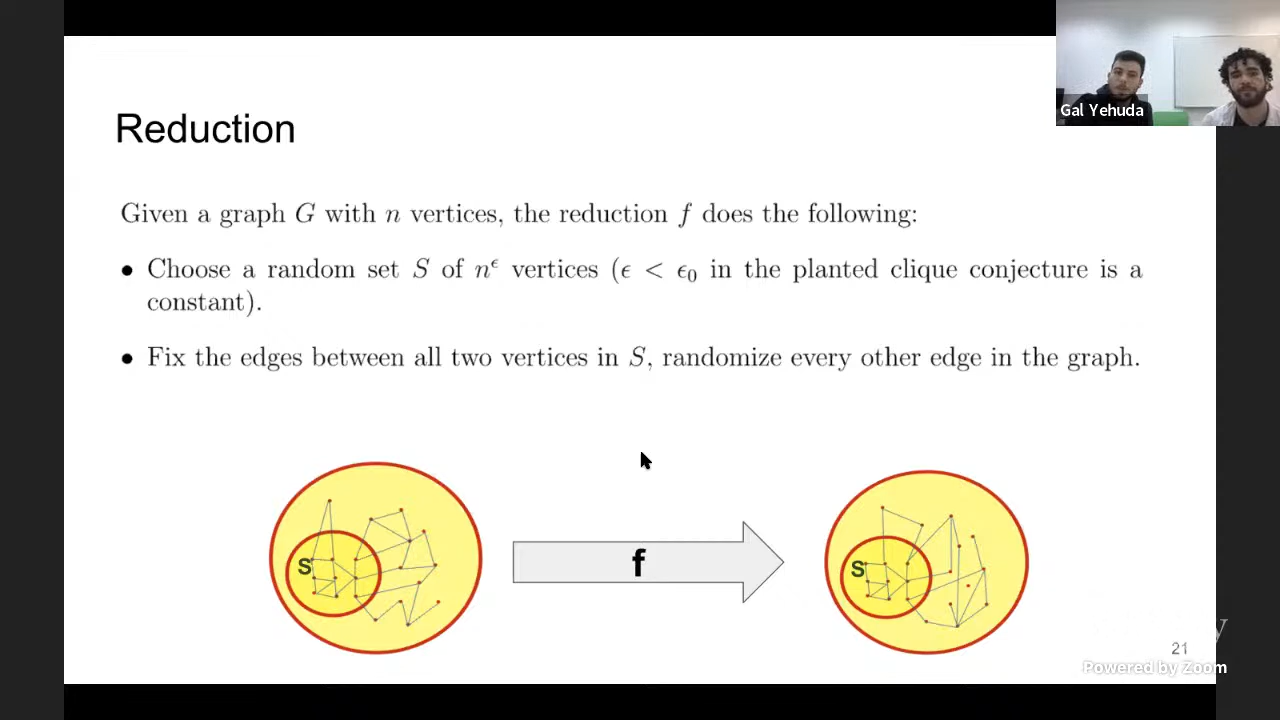 Gal Yehuda
Reduction
Given a graph G with n vertices, the reduction f does the following:
• Choose a random set S of n^ϵ vertices (ϵ < ϵ₀ in the planted clique conjecture is a
constant).
• Fix the edges between all two vertices in S, randomize every other edge in the graph.
S
f
S
y
21
Powered by Zoom